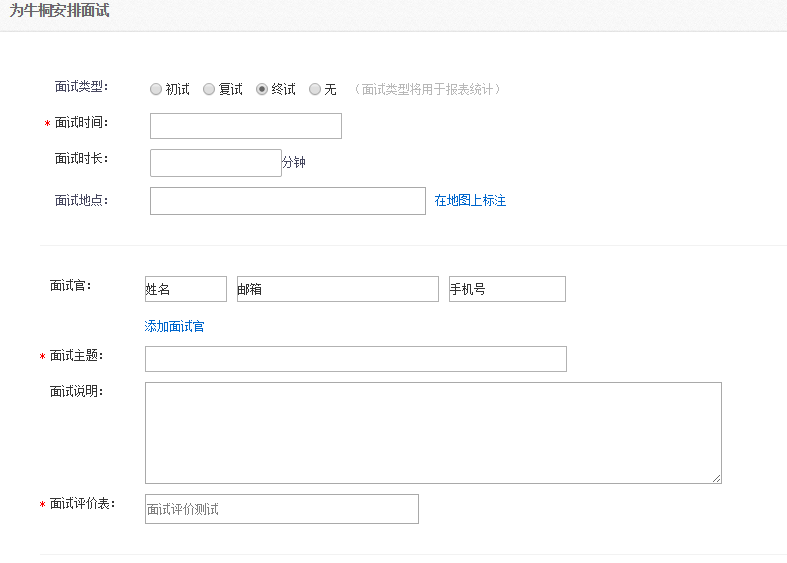 为牛桐安排面试
面试类型： 初试 复试 终试 无 （面试类型将用于报表统计）
* 面试时间：
面试时长： 分钟
面试地点： 在地图上标注
面试官： 姓名 邮箱 手机号
添加面试官
* 面试主题：
面试说明：
* 面试评价表： 面试评价测试